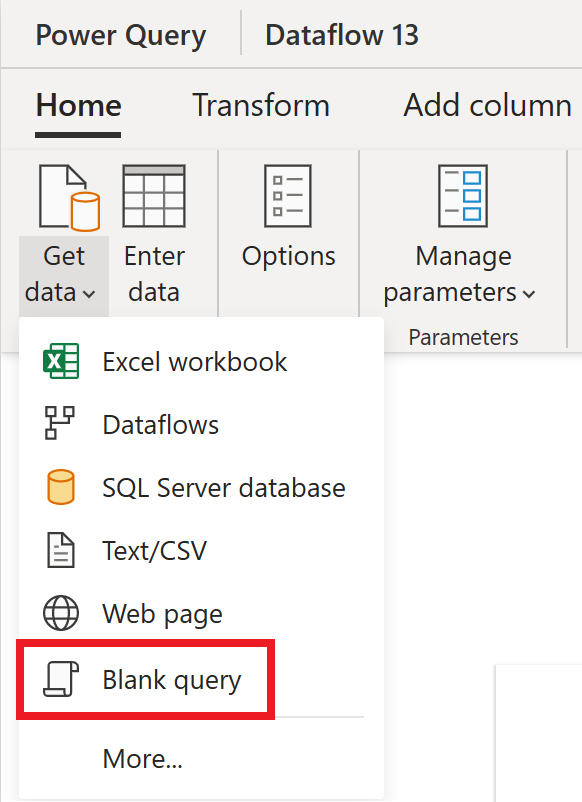 Power Query
Dataflow 13
Home
Transform
Add column
Get
data
Enter
data
Options
Manage
parameters
Parameters
Excel workbook
Dataflows
SQL Server database
Text/CSV
Web page
Blank query
More...